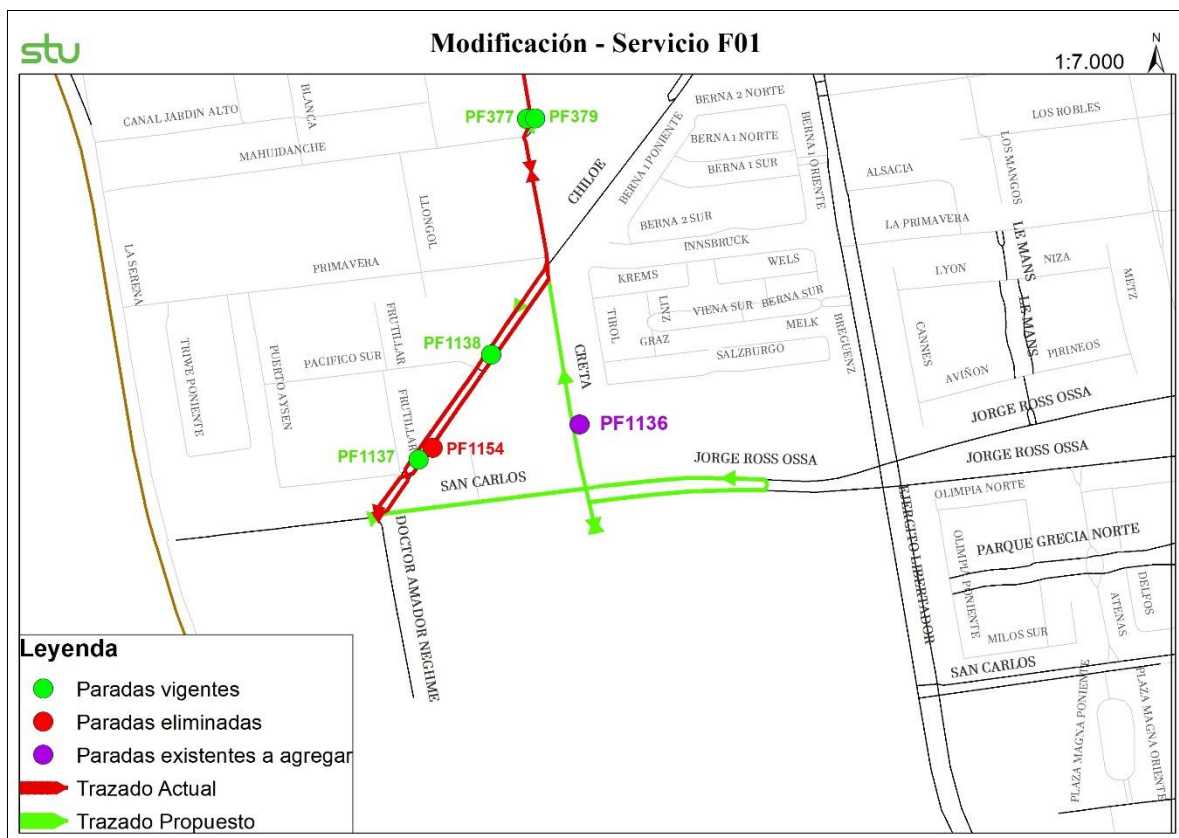 stu
Modificación - Servicio F01
N
1:7.000
CANAL JARDIN ALTO
BLANCA
MAHUIDANCHE
PF377
PF379
BERNA 2 NORTE
LOS ROBLES
BERNA 1 NORTE
BERNA 1 PONIENTE
BERNA 1 ORIENTE
LOS MANGOS
CHILOE
BERNA 1 SUR
ALSACIA
LLONGOL
BERNA 2 SUR
LA PRIMAVERA
LA SERENA
PRIMAVERA
INNSBRUCK
LE MANS
NIZA
KREMS
WELS
LYON
METZ
TIROL
LINZ
VIENA SUR
BERNA SUR
LE MANS
TRIWE PONIENTE
PUERTO AYSEN
PACIFICO SUR
FRUTILLAR
PF1138
CRETA
GRAZ
MELK
SALZBURGO
BREGUENZ
CANNES
PIRINEOS
AVIÑON
FRUTILLAR
PF1136
JORGE ROSS OSSA
PF1137
PF1154
SAN CARLOS
JORGE ROSS OSSA
JORGE ROSS OSSA
OLIMPIA NORTE
DOCTOR AMADOR NEGHME
EJERCITO LIBERTADOR
OLIMPIA PONIENTE
PARQUE GRECIA NORTE
ATENAS
DELFOS
MILOS SUR
SAN CARLOS
PLAZA MAGNA PONIENTE
PLAZA MAGNA ORIENTE
Leyenda
Paradas vigentes
Paradas eliminadas
Paradas existentes a agregar
Trazado Actual
Trazado Propuesto